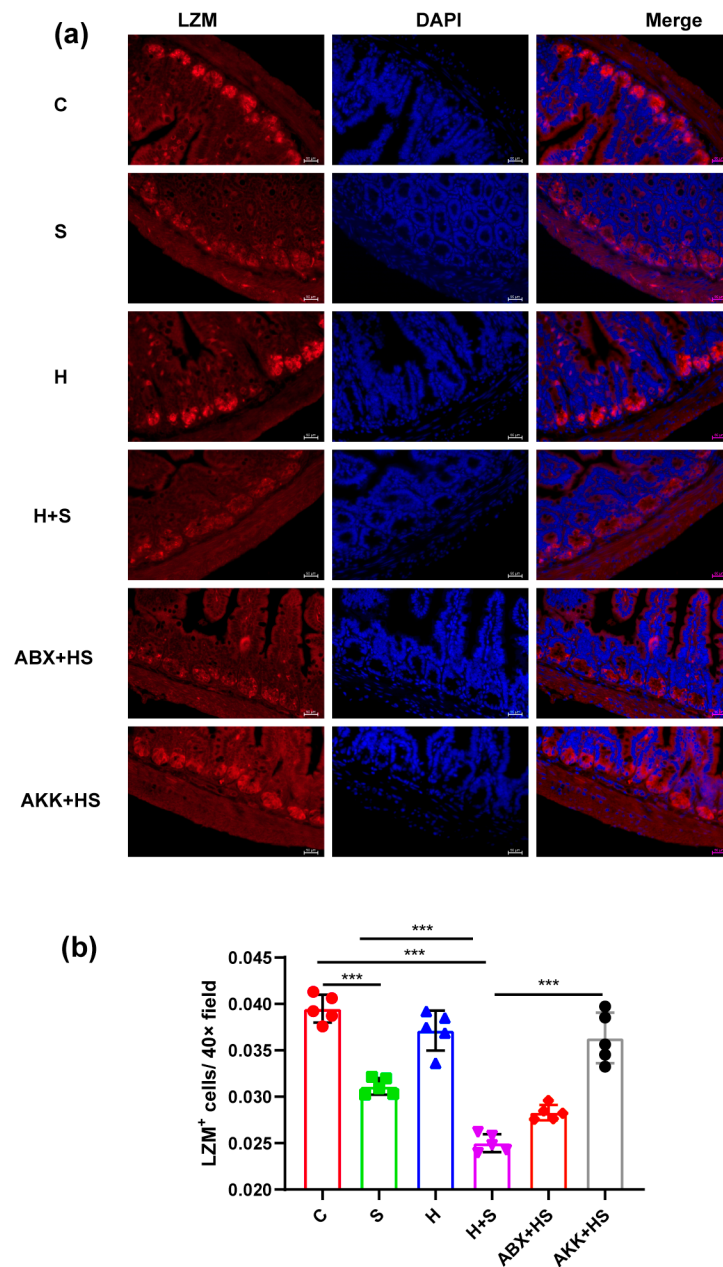 (a)
LZM DAPI Merge
C
S
H
H+S
ABX+HS
AKK+HS
(b)
LZM⁺ cells/ 40× field
0.045
0.040
0.035
0.030
0.025
0.020
***
***
***
***
C S H H+S ABX+HS AKK+HS